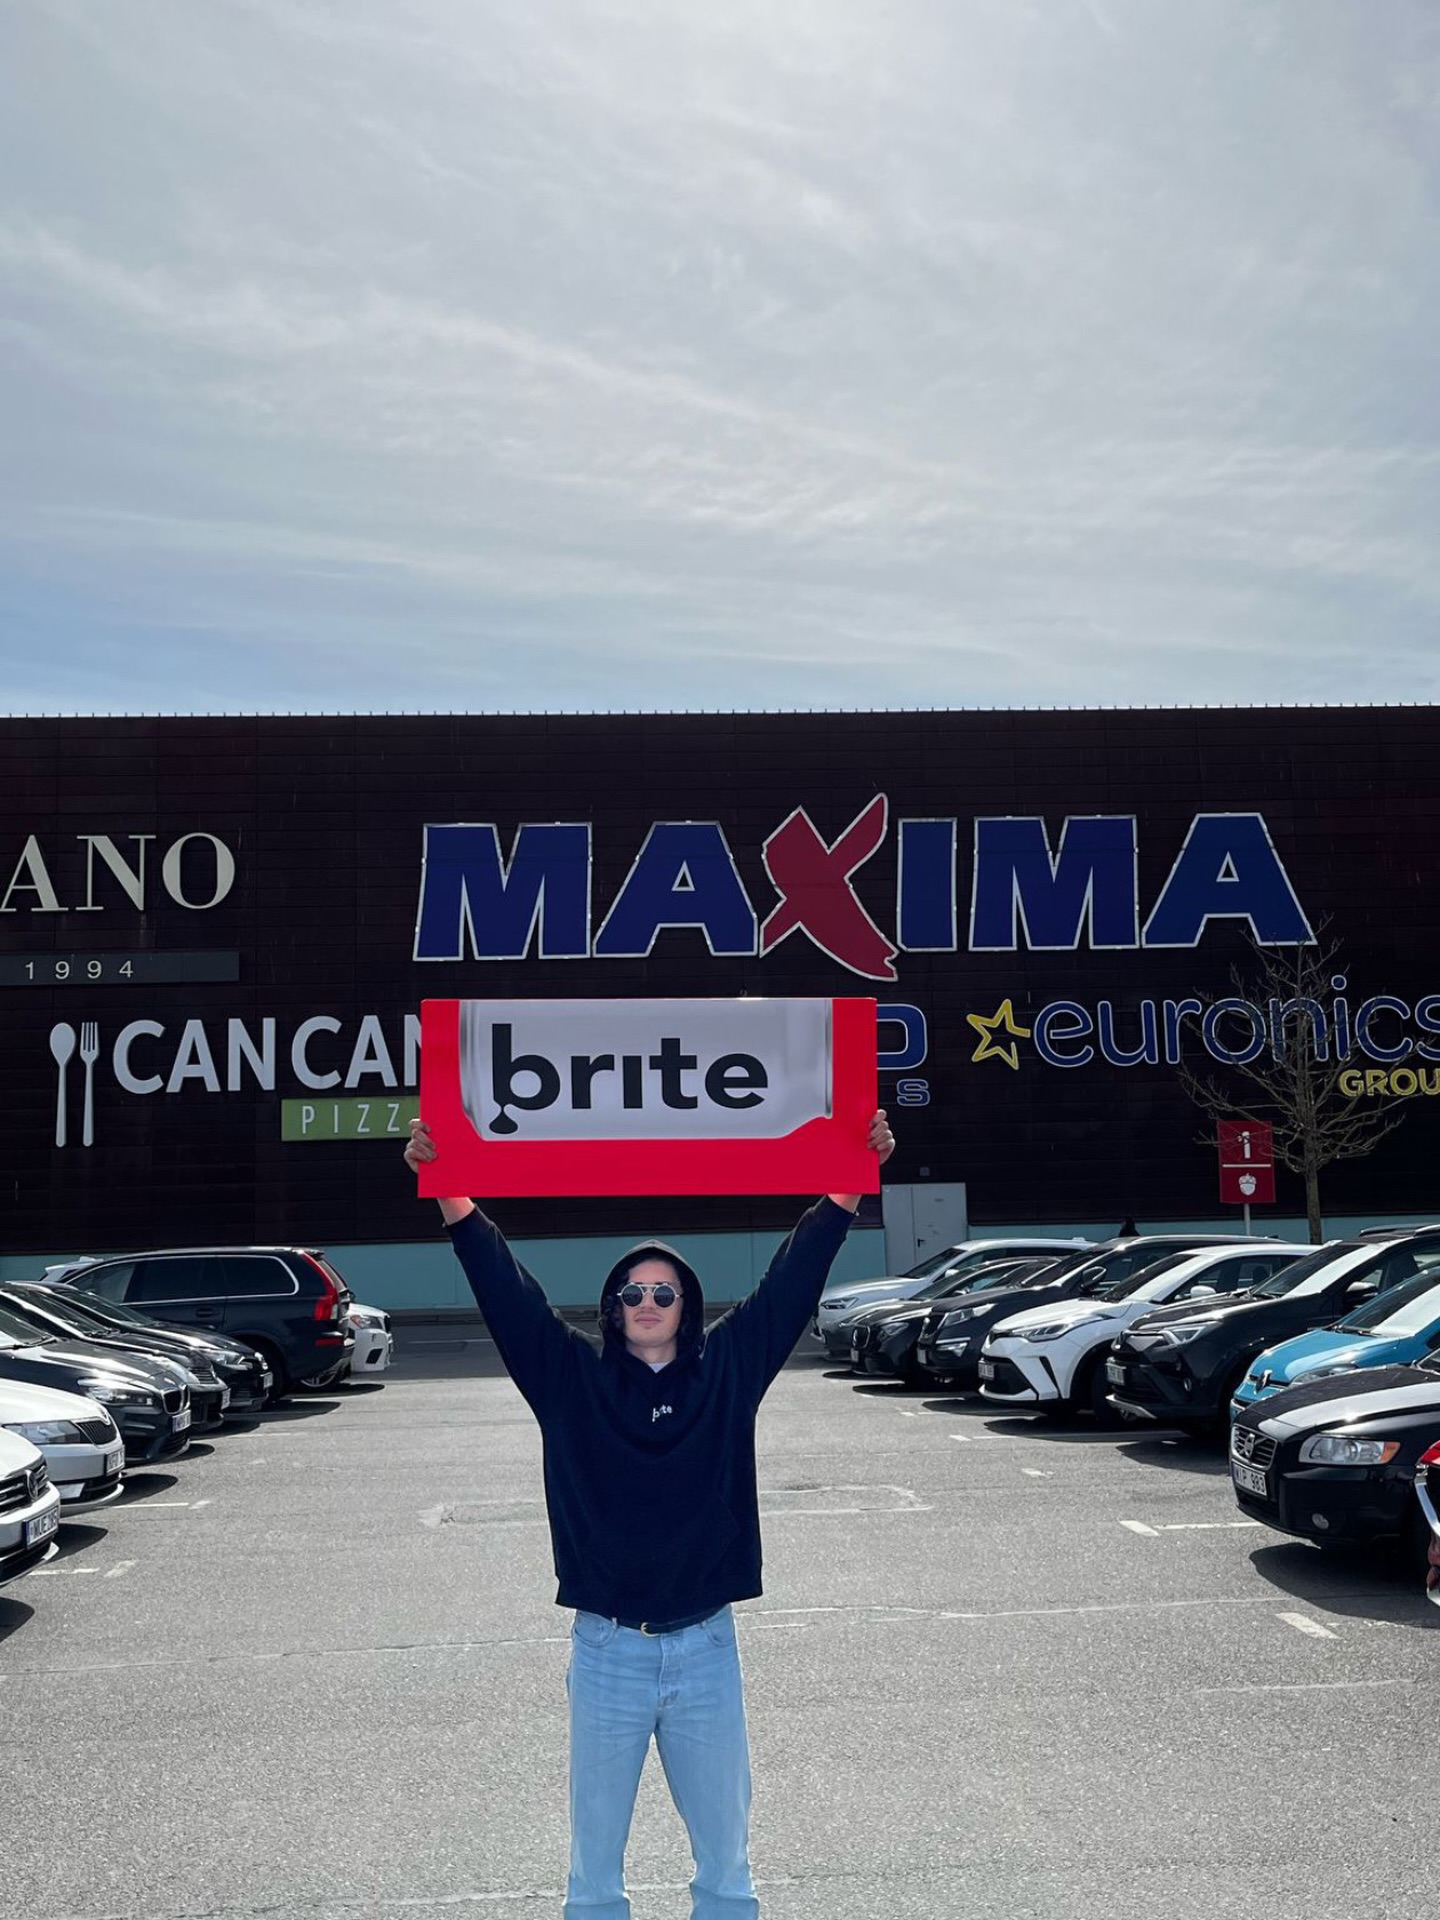 ANO
MAXIMA
1994
CAN CAN
PIZZ
brite
euronics
GROU
brite